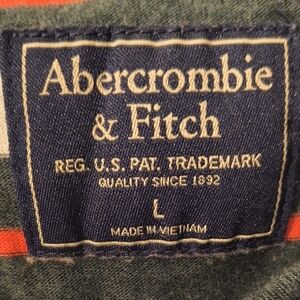 Abercrombie
& Fitch
REG. U.S. PAT. TRADEMARK
QUALITY SINCE 1892
L
MADE IN VIETNAM